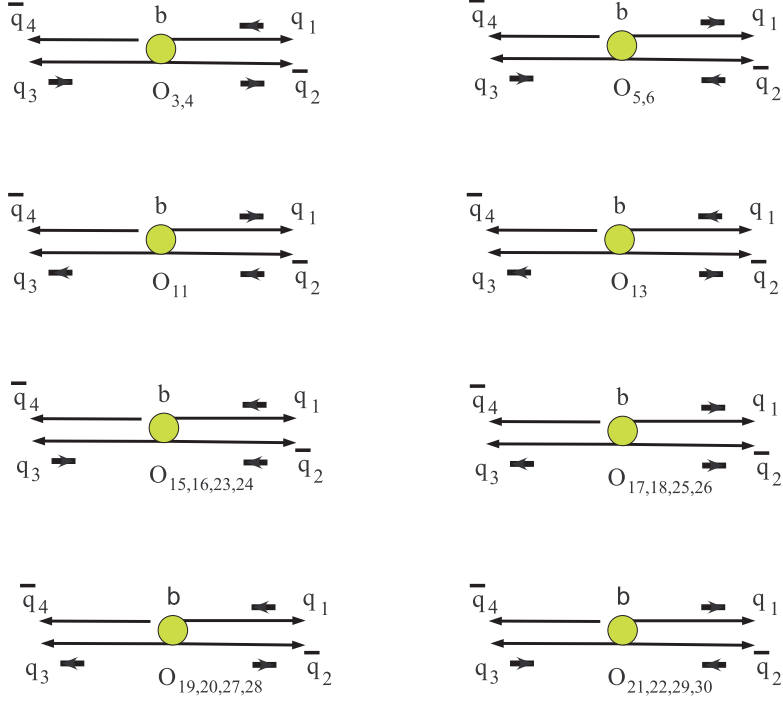 q̄₄ b q₁ q̄₄ b q₁
q₃ O₃,₄ q̄₂ q₃ O₅,₆ q̄₂
q̄₄ b q₁ q̄₄ b q₁
q₃ O₁₁ q̄₂ q₃ O₁₃ q̄₂
q̄₄ b q₁ q̄₄ b q₁
q₃ O₁₅,₁₆,₂₃,₂₄ q̄₂ q₃ O₁₇,₁₈,₂₅,₂₆ q̄₂
q̄₄ b q₁ q̄₄ b q₁
q₃ O₁₉,₂₀,₂₇,₂₈ q̄₂ q₃ O₂₁,₂₂,₂₉,₃₀ q̄₂